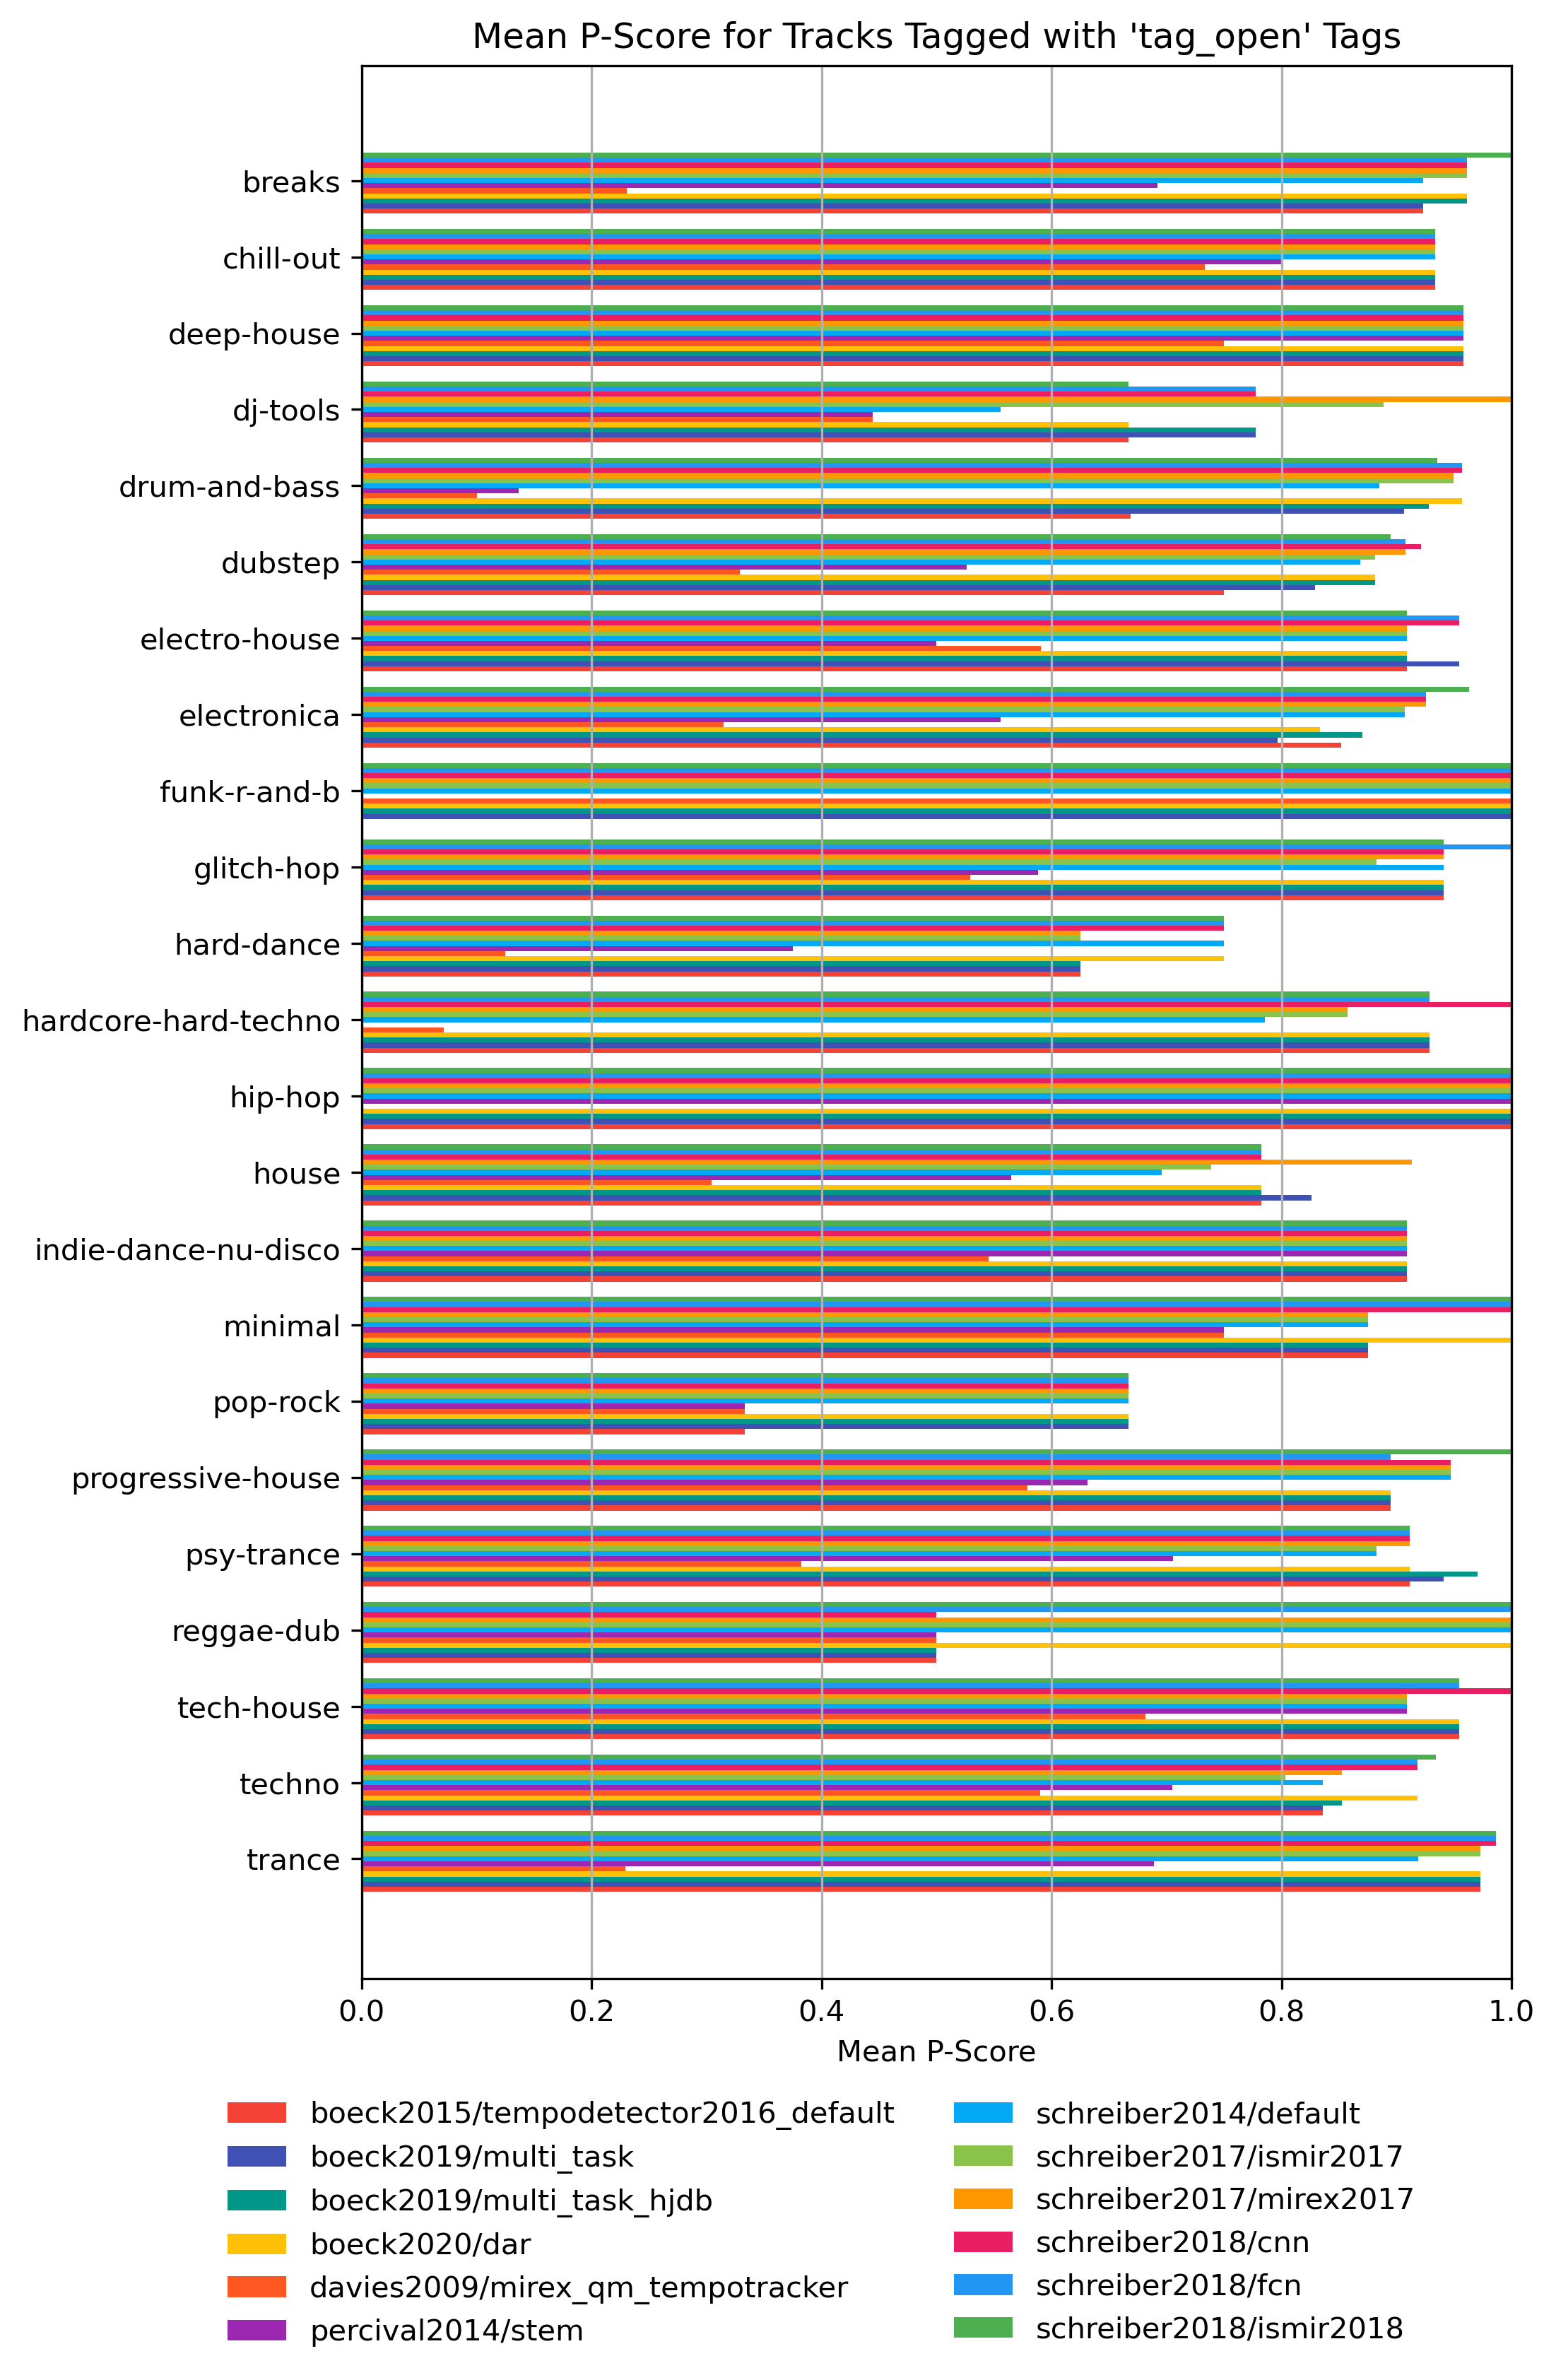 Mean P-Score for Tracks Tagged with 'tag_open' Tags
breaks
chill-out
deep-house
dj-tools
drum-and-bass
dubstep
electro-house
electronica
funk-r-and-b
glitch-hop
hard-dance
hardcore-hard-techno
hip-hop
house
indie-dance-nu-disco
minimal
pop-rock
progressive-house
psy-trance
reggae-dub
tech-house
techno
trance
0.0 0.2 0.4 0.6 0.8 1.0
Mean P-Score
boeck2015/tempodetector2016_default
boeck2019/multi_task
boeck2019/multi_task_hjdb
boeck2020/dar
davies2009/mirex_qm_tempotracker
percival2014/stem
schreiber2014/default
schreiber2017/ismir2017
schreiber2017/mirex2017
schreiber2018/cnn
schreiber2018/fcn
schreiber2018/ismir2018